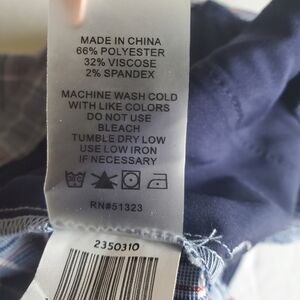 MADE IN CHINA
66% POLYESTER
32% VISCOSE
2% SPANDEX
MACHINE WASH COLD
WITH LIKE COLORS
DO NOT USE
BLEACH
TUMBLE DRY LOW
USE LOW IRON
IF NECESSARY
RN#51323
2350310